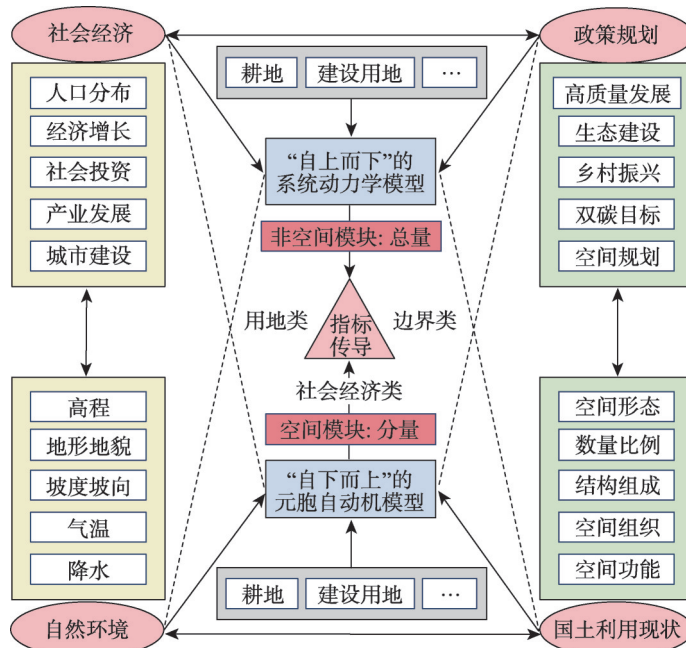 社会经济
政策规划
耕地
建设用地
…
人口分布
经济增长
社会投资
产业发展
城市建设
“自上而下”的
系统动力学模型
非空间模块: 总量
高质量发展
生态建设
乡村振兴
双碳目标
空间规划
用地类
边界类
指标
传导
社会经济类
空间模块: 分量
“自下而上”的
元胞自动机模型
高程
地形地貌
坡度坡向
气温
降水
空间形态
数量比例
结构组成
空间组织
空间功能
耕地
建设用地
…
自然环境
国土利用现状